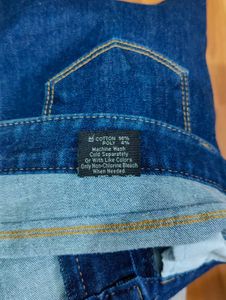 M COTTON 96%
POLY 4%
Machine Wash
Cold Separately
Or With Like Colors
Only Non-Chlorine Bleach
When Needed.